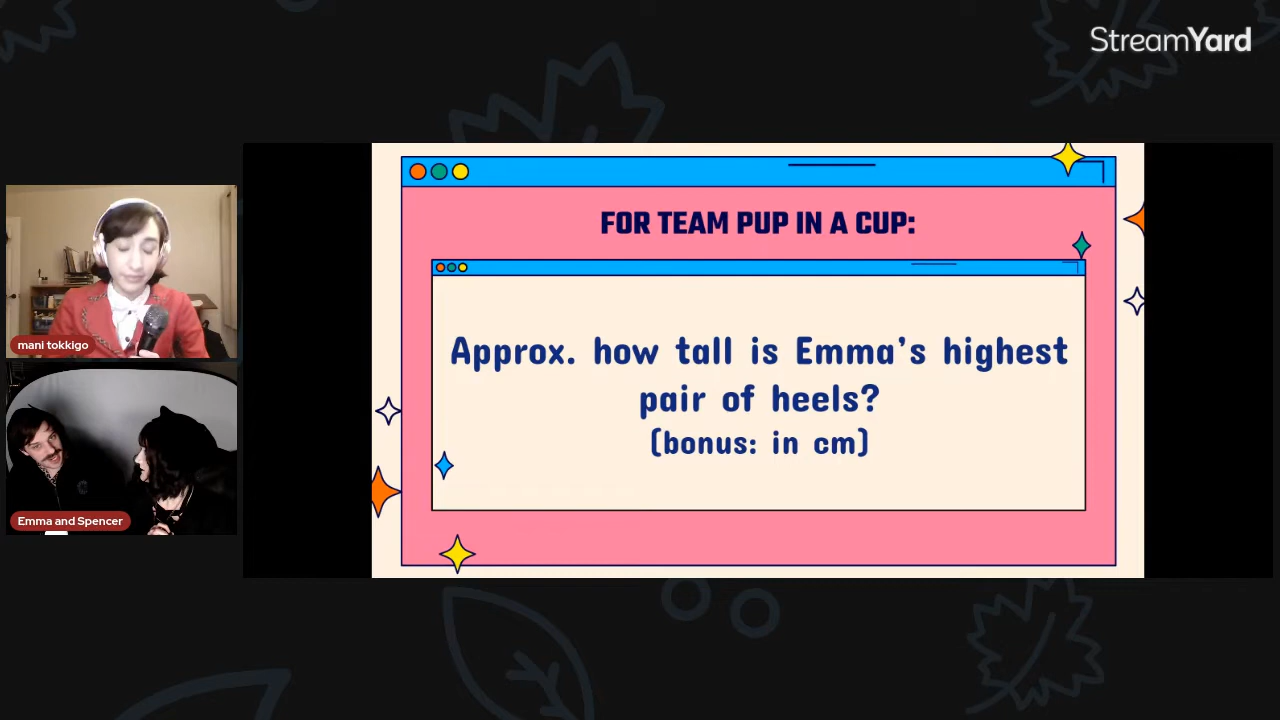 StreamYard
FOR TEAM PUP IN A CUP:
Approx. how tall is Emma's highest
pair of heels?
(bonus: in cm)
mani tokkigo
Emma and Spencer